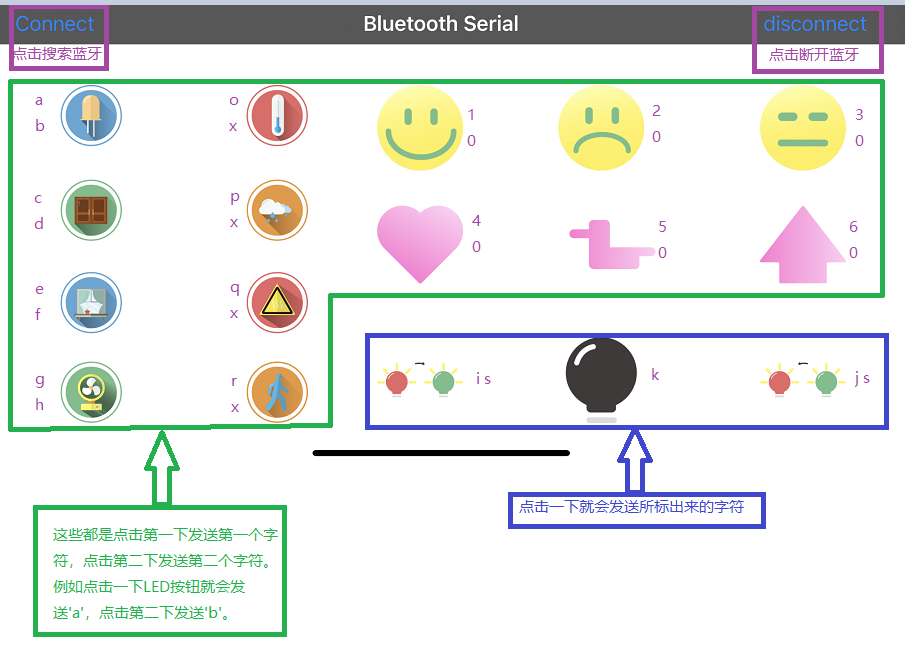 Connect
Bluetooth Serial
disconnect
点击搜索蓝牙
点击断开蓝牙
a
b
o
x
1
0
2
0
3
0
c
d
p
x
4
0
5
0
6
0
e
f
q
x
g
h
r
x
i s
k
j s
这些都是点击第一下发送第一个字
符，点击第二下发送第二个字符。
例如点击一下LED按钮就会发
送'a'，点击第二下发送'b'。
点击一下就会发送所标出来的字符